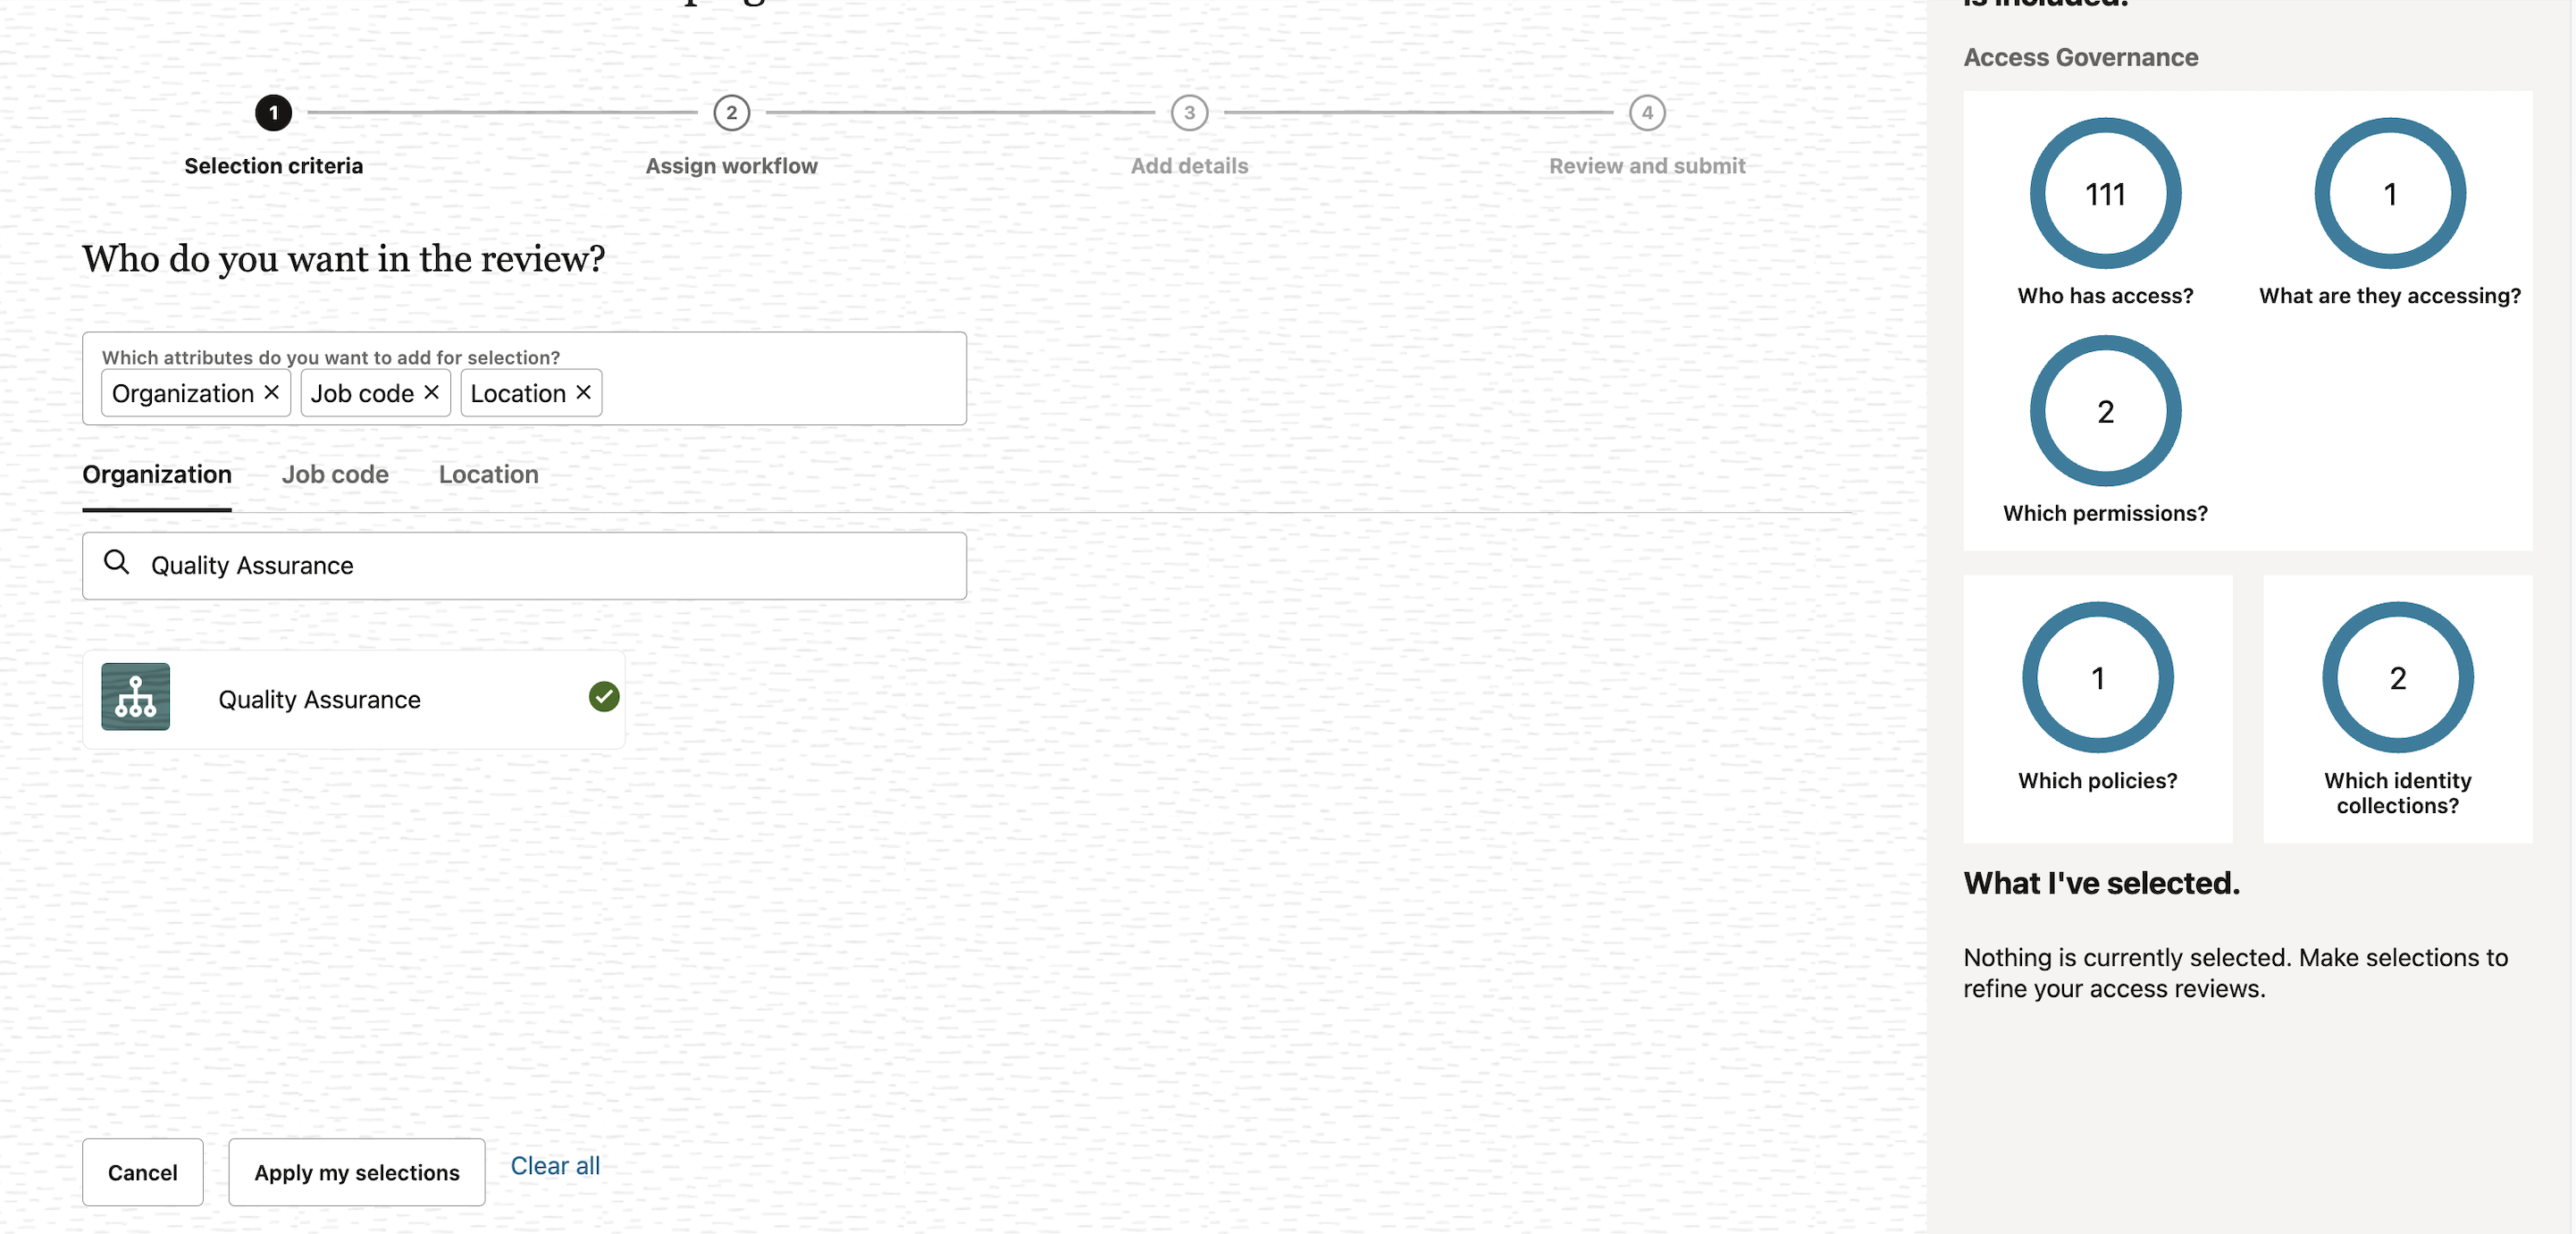 is included.
Access Governance
1
2
3
4
Selection criteria
Assign workflow
Add details
Review and submit
Who do you want in the review?
Which attributes do you want to add for selection?
Organization × Job code × Location ×
Organization Job code Location
Quality Assurance
Quality Assurance
Cancel
Apply my selections
Clear all
111
Who has access?
1
What are they accessing?
2
Which permissions?
1
Which policies?
2
Which identity
collections?
What I've selected.
Nothing is currently selected. Make selections to
refine your access reviews.